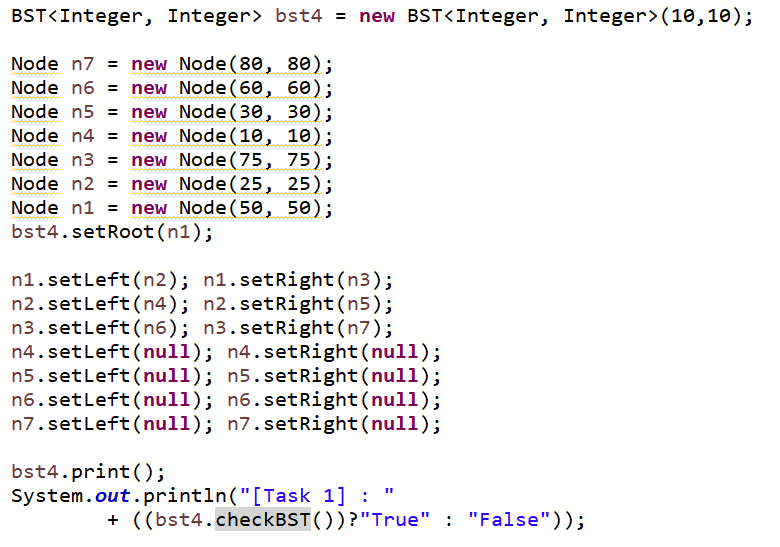 BST<Integer, Integer> bst4 = new BST<Integer, Integer>(10,10);
Node n7 = new Node(80, 80);
Node n6 = new Node(60, 60);
Node n5 = new Node(30, 30);
Node n4 = new Node(10, 10);
Node n3 = new Node(75, 75);
Node n2 = new Node(25, 25);
Node n1 = new Node(50, 50);
bst4.setRoot(n1);
n1.setLeft(n2); n1.setRight(n3);
n2.setLeft(n4); n2.setRight(n5);
n3.setLeft(n6); n3.setRight(n7);
n4.setLeft(null); n4.setRight(null);
n5.setLeft(null); n5.setRight(null);
n6.setLeft(null); n6.setRight(null);
n7.setLeft(null); n7.setRight(null);
bst4.print();
System.out.println("[Task 1] : "
+ ((bst4.checkBST())?"True" : "False"));